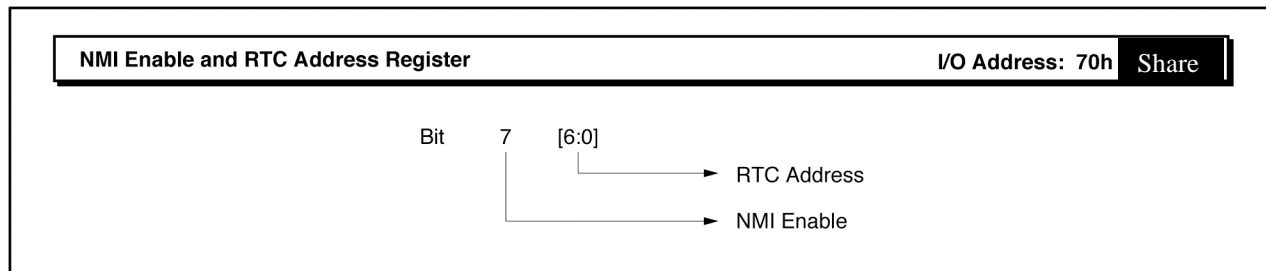 NMI Enable and RTC Address Register I/O Address: 70h Share
Bit 7 [6:0]
RTC Address
NMI Enable